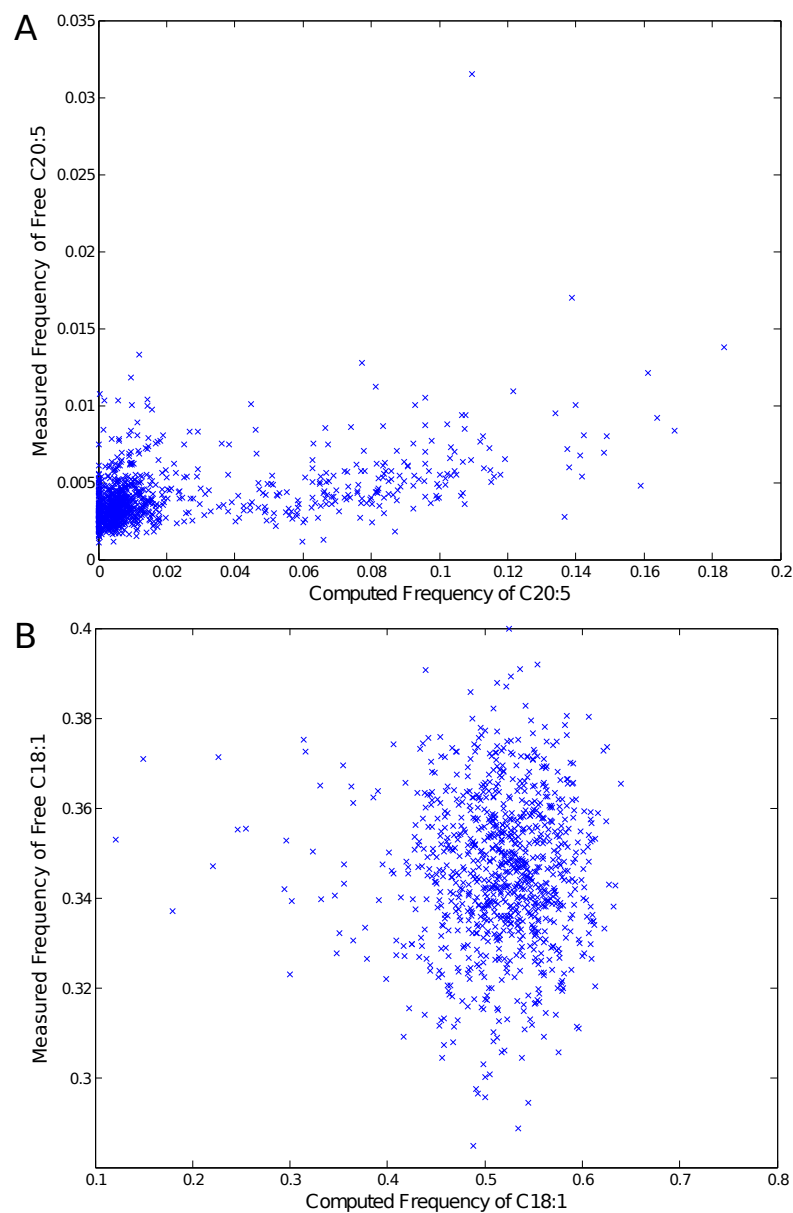 A
0.035
0.03
0.025
0.02
0.015
0.01
0.005
0
Measured Frequency of Free C20:5
0 0.02 0.04 0.06 0.08 0.1 0.12 0.14 0.16 0.18 0.2
Computed Frequency of C20:5
B
0.4
0.38
0.36
0.34
0.32
0.3
Measured Frequency of Free C18:1
0.1 0.2 0.3 0.4 0.5 0.6 0.7 0.8
Computed Frequency of C18:1